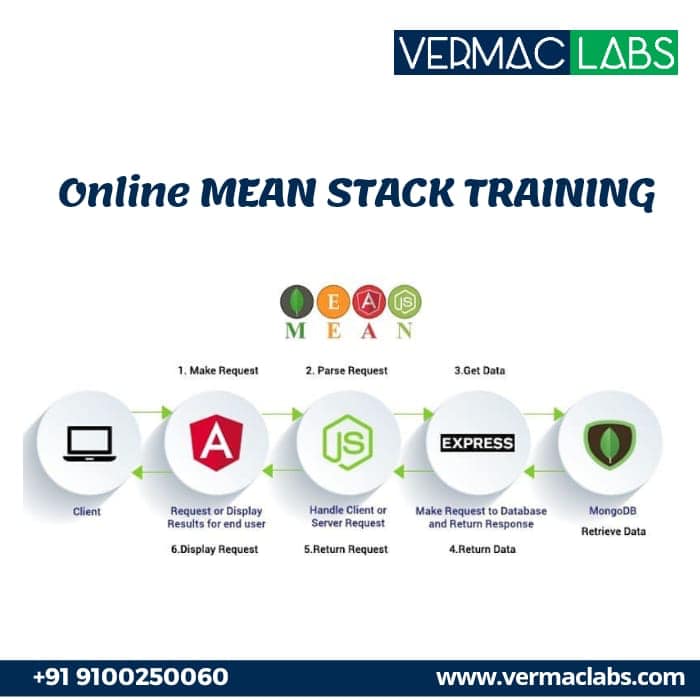 VERMAC LABS
Online MEAN STACK TRAINING
E A JS
M E A N
1. Make Request
2. Parse Request
3.Get Data
A
JS
EXPRESS
Client
Request or Display
Results for end user
Handle Client or
Server Request
Make Request to Database
and Return Response
MongoDB
Retrieve Data
6.Display Request
5.Return Request
4.Return Data
+91 9100250060
www.vermaclabs.com